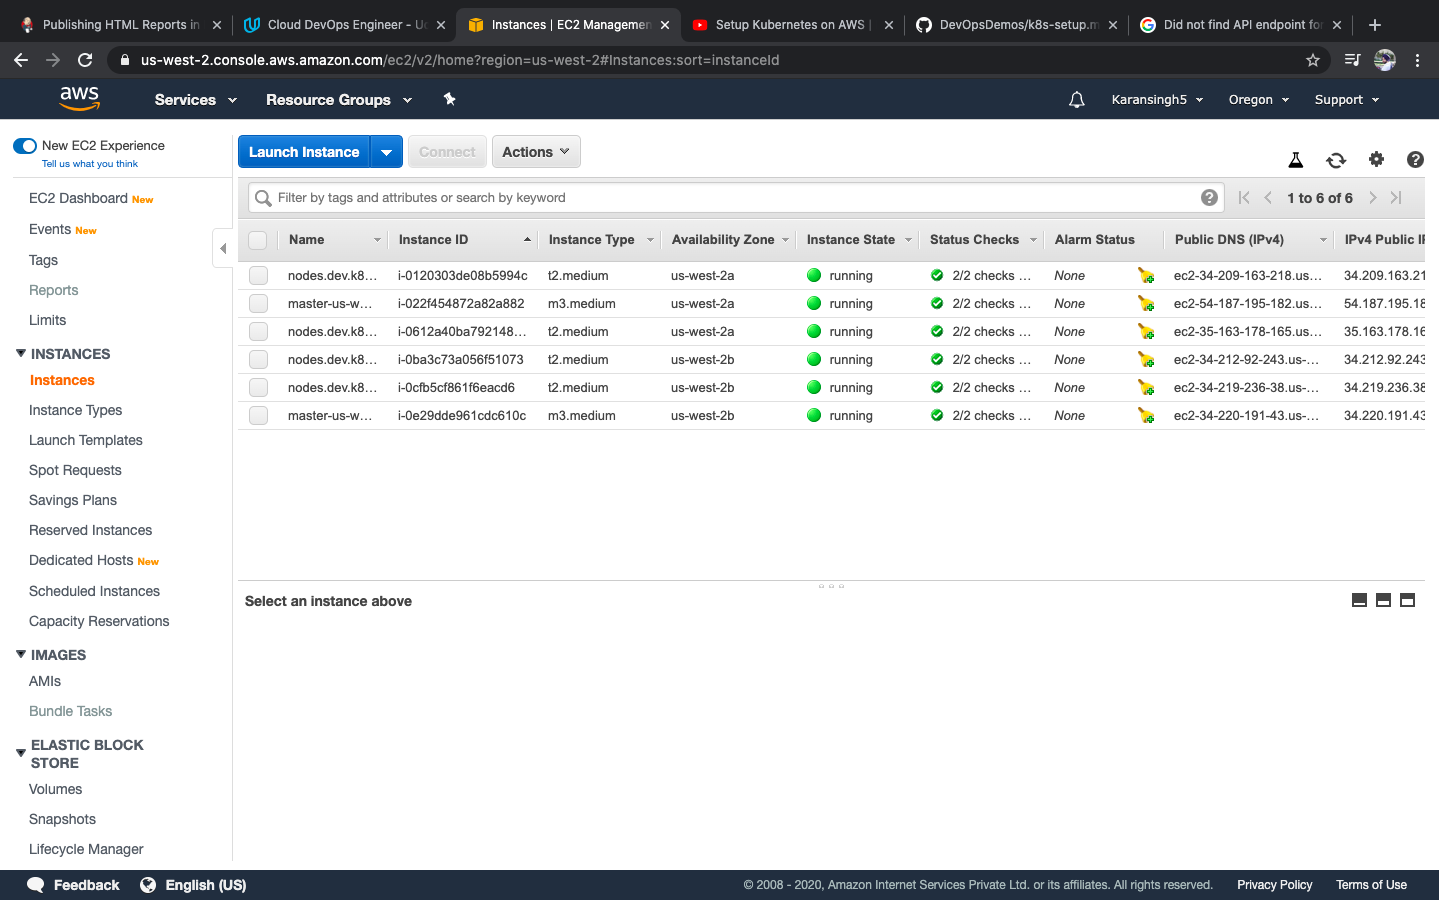 Publishing HTML Reports in
Cloud DevOps Engineer - Uc
Instances | EC2 Managemen
Setup Kubernetes on AWS |
DevOpsDemos/k8s-setup.m
Did not find API endpoint for
us-west-2.console.aws.amazon.com/ec2/v2/home?region=us-west-2#Instances:sort=instanceId
aws
Services
Resource Groups
Karansingh5
Oregon
Support
New EC2 Experience
Tell us what you think
EC2 Dashboard New
Events New
Tags
Reports
Limits
INSTANCES
Instances
Instance Types
Launch Templates
Spot Requests
Savings Plans
Reserved Instances
Dedicated Hosts New
Scheduled Instances
Capacity Reservations
IMAGES
AMIs
Bundle Tasks
ELASTIC BLOCK
STORE
Volumes
Snapshots
Lifecycle Manager
Launch Instance
Connect
Actions
Filter by tags and attributes or search by keyword
1 to 6 of 6
Name Instance ID Instance Type Availability Zone Instance State Status Checks Alarm Status Public DNS (IPv4) IPv4 Public IP
nodes.dev.k8... i-0120303de08b5994c t2.medium us-west-2a running 2/2 checks ... None ec2-34-209-163-218.us... 34.209.163.21
master-us-w... i-022f454872a82a882 m3.medium us-west-2a running 2/2 checks ... None ec2-54-187-195-182.us... 54.187.195.18
nodes.dev.k8... i-0612a40ba792148... t2.medium us-west-2a running 2/2 checks ... None ec2-35-163-178-165.us... 35.163.178.16
nodes.dev.k8... i-0ba3c73a056f51073 t2.medium us-west-2b running 2/2 checks ... None ec2-34-212-92-243.us-... 34.212.92.243
nodes.dev.k8... i-0cfb5cf861f6eacd6 t2.medium us-west-2b running 2/2 checks ... None ec2-34-219-236-38.us-... 34.219.236.38
master-us-w... i-0e29dde961cdc610c m3.medium us-west-2b running 2/2 checks ... None ec2-34-220-191-43.us-... 34.220.191.43
Select an instance above
Feedback
English (US)
© 2008 - 2020, Amazon Internet Services Private Ltd. or its affiliates. All rights reserved.
Privacy Policy
Terms of Use